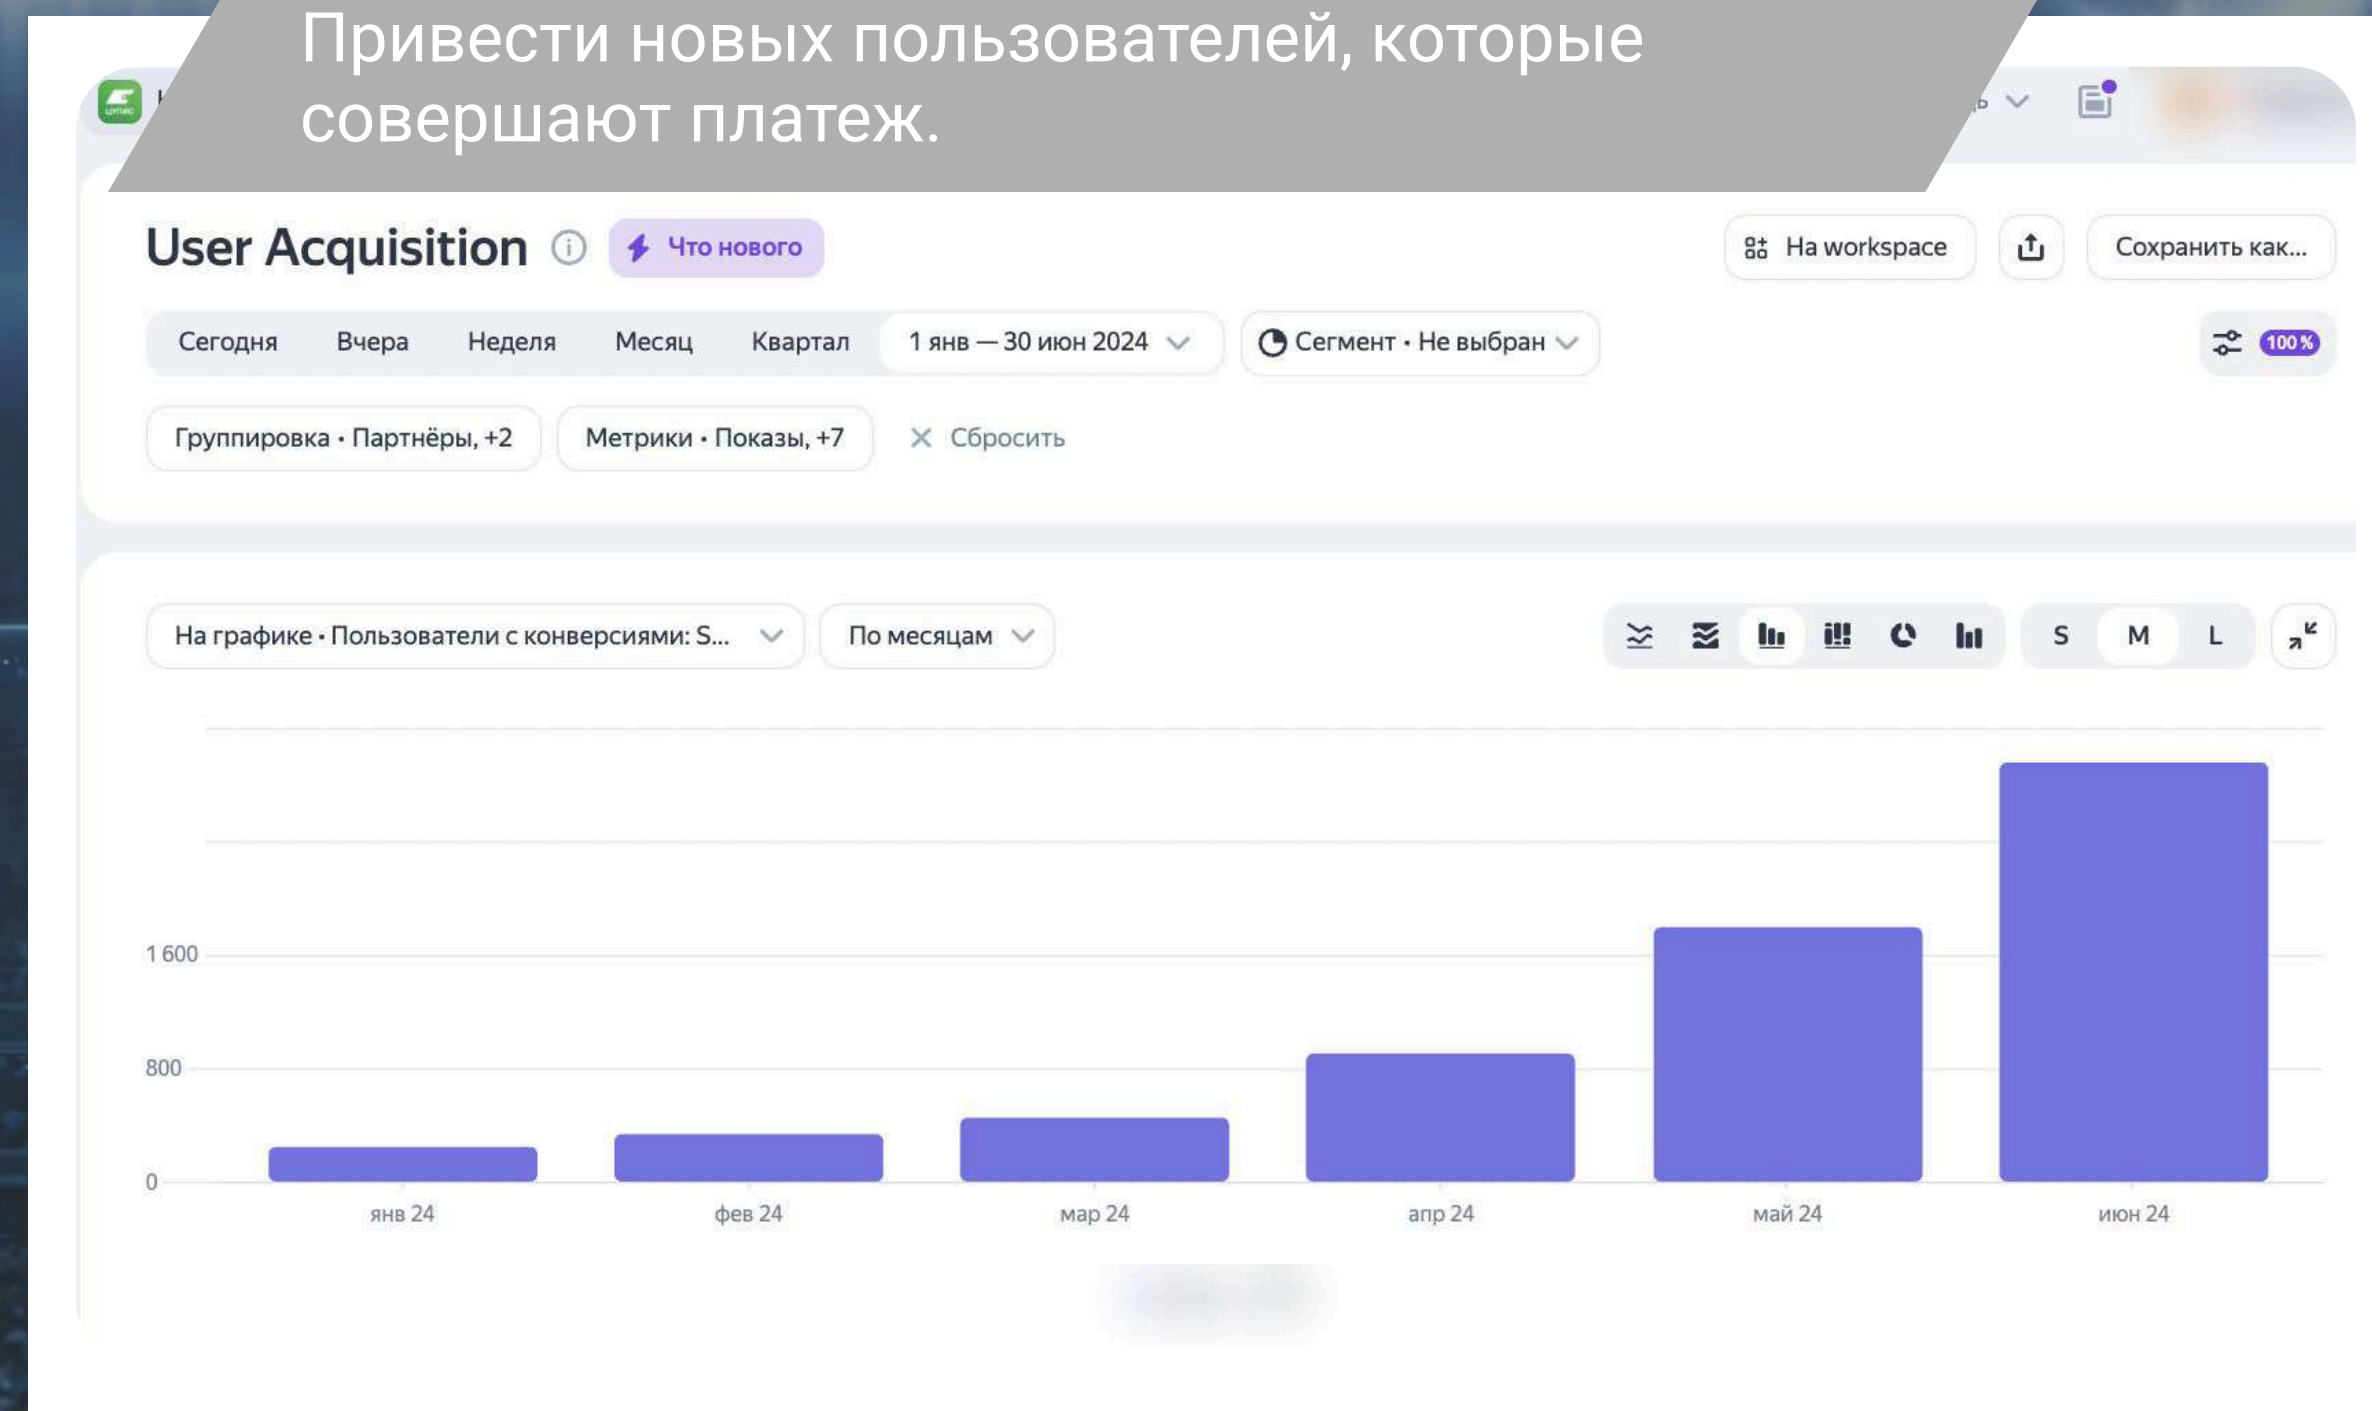 Привести новых пользователей, которые
совершают платеж.
ЦУПИС
User Acquisition
Что нового
На workspace
Сохранить как...
Сегодня Вчера Неделя Месяц Квартал 1 янв — 30 июн 2024 Сегмент • Не выбран 100 %
Группировка • Партнёры, +2 Метрики • Показы, +7 Сбросить
На графике • Пользователи с конверсиями: S... По месяцам S M L
1 600
800
0
янв 24 фев 24 мар 24 апр 24 май 24 июн 24